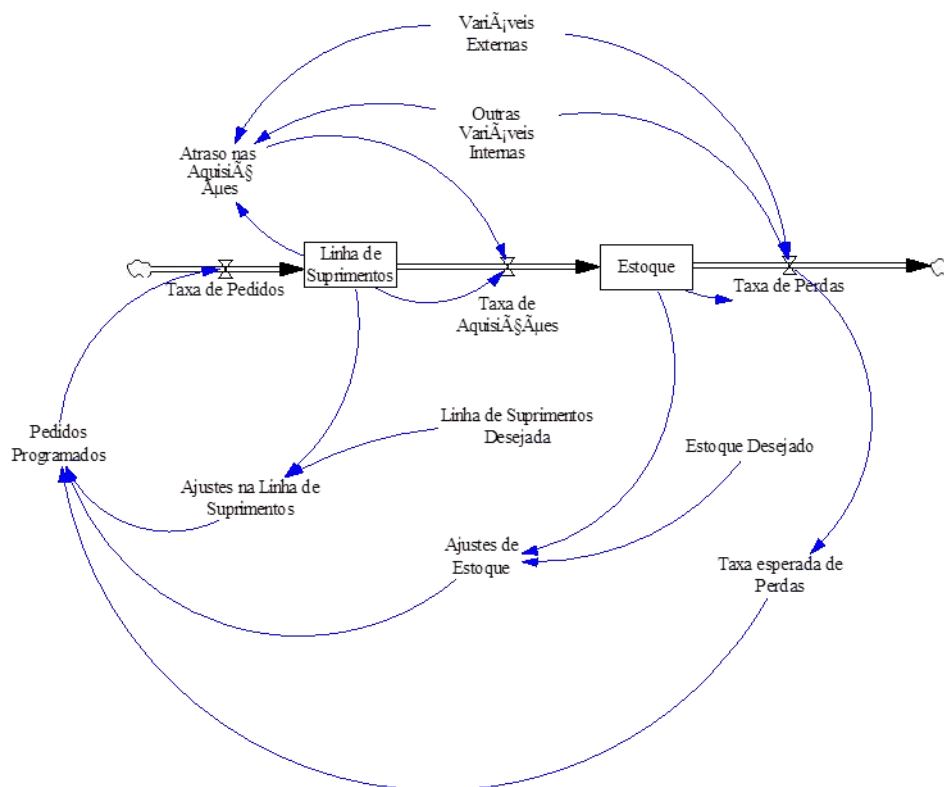 VariÃ¡veis
Externas
Outras
VariÃ¡veis
Internas
Atraso nas
AquisiÃ§
Ãµes
Linha de
Suprimentos
Estoque
Taxa de Pedidos
Taxa de
AquisiÃ§Ãµes
Taxa de Perdas
Pedidos
Programados
Linha de Suprimentos
Desejada
Estoque Desejado
Ajustes na Linha de
Suprimentos
Ajustes de
Estoque
Taxa esperada de
Perdas